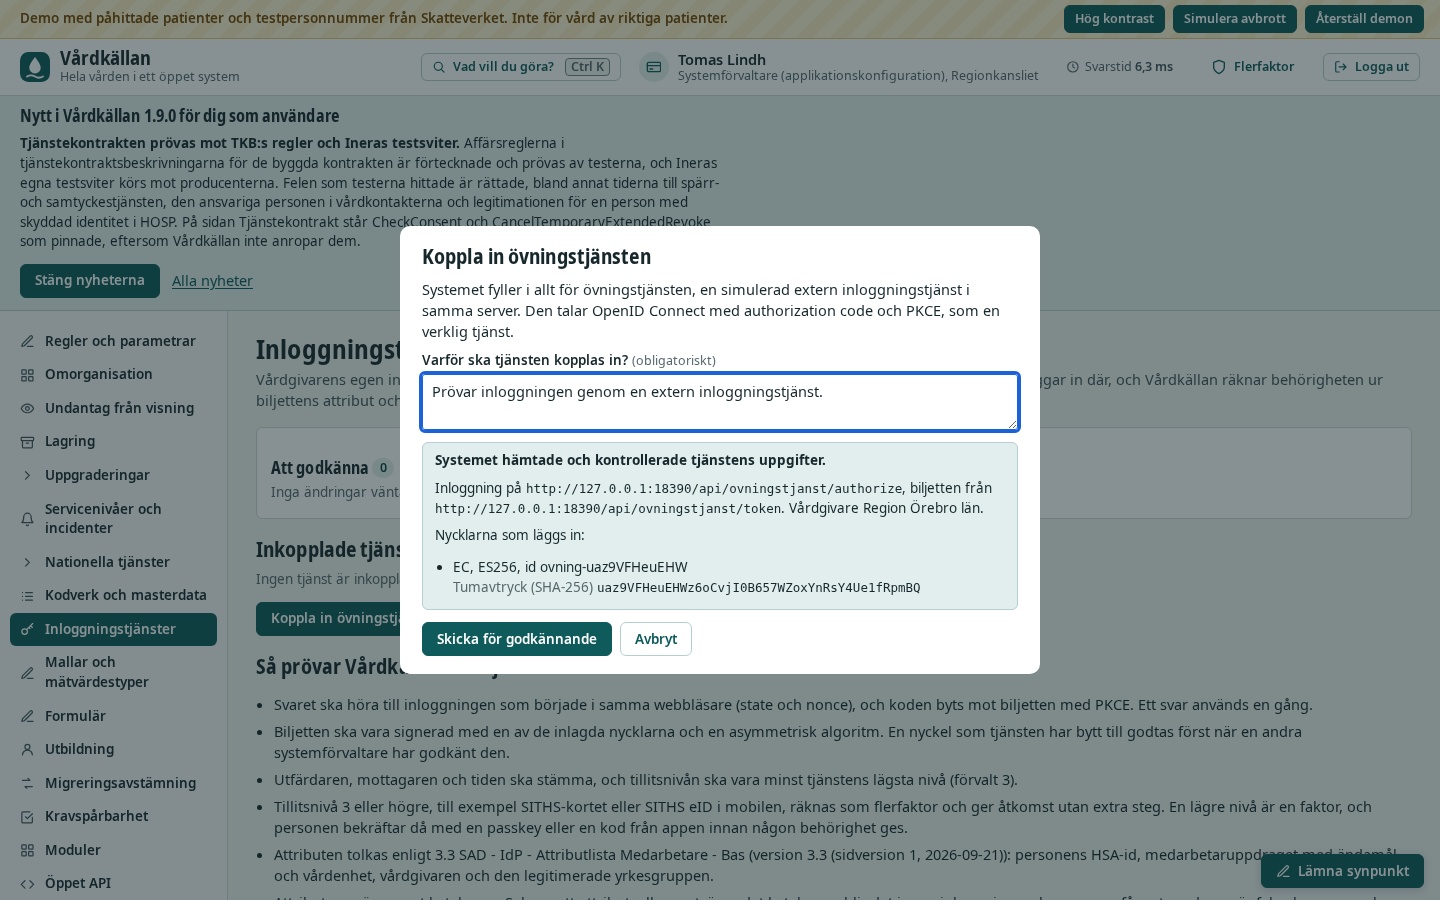 Demo med påhittade patienter och testpersonnummer från Skatteverket. Inte för vård av riktiga patienter.
Hög kontrast
Simulera avbrott
Återställ demon
Vårdkällan
Hela vården i ett öppet system
Vad vill du göra?
Ctrl K
Tomas Lindh
Systemförvaltare (applikationskonfiguration), Regionkansliet
Svarstid 6,3 ms
Flerfaktor
Logga ut
Nytt i Vårdkällan 1.9.0 för dig som användare
Tjänstekontrakten prövas mot TKB:s regler och Ineras testsviter. Affärsreglerna i
tjänstekontraktsbeskrivningarna för de byggda kontrakten är förtecknade och prövas av testerna, och Ineras
egna testsviter körs mot producenterna. Felen som testerna hittade är rättade, bland annat tiderna till spärr-
och samtyckestjänsten, den ansvariga personen i vårdkontakterna och legitimationen för en person med
skyddad identitet i HOSP. På sidan Tjänstekontrakt står CheckConsent och CancelTemporaryExtendedRevoke
som pinnade, eftersom Vårdkällan inte anropar dem.
Stäng nyheterna
Alla nyheter
Regler och parametrar
Omorganisation
Undantag från visning
Lagring
Uppgraderingar
Servicenivåer och
incidenter
Nationella tjänster
Kodverk och masterdata
Inloggningstjänster
Mallar och
mätvärdestyper
Formulär
Utbildning
Migreringsavstämning
Kravspårbarhet
Moduler
Öppet API
Inloggningst
Vårdgivarens egen in
ggar in där, och Vårdkällan räknar behörigheten ur
biljettens attribut och
Att godkänna 0
Inga ändringar vänt
Inkopplade tjäns
Ingen tjänst är inkoppl
Koppla in övningstj
Så prövar Vårdk
Svaret ska höra till inloggningen som började i samma webbläsare (state och nonce), och koden byts mot biljetten med PKCE. Ett svar används en gång.
Biljetten ska vara signerad med en av de inlagda nycklarna och en asymmetrisk algoritm. En nyckel som tjänsten har bytt till godtas först när en andra
systemförvaltare har godkänt den.
Utfärdaren, mottagaren och tiden ska stämma, och tillitsnivån ska vara minst tjänstens lägsta nivå (förvalt 3).
Tillitsnivå 3 eller högre, till exempel SITHS-kortet eller SITHS eID i mobilen, räknas som flerfaktor och ger åtkomst utan extra steg. En lägre nivå är en faktor, och
personen bekräftar då med en passkey eller en kod från appen innan någon behörighet ges.
Attributen tolkas enligt 3.3 SAD - IdP - Attributlista Medarbetare - Bas (version 3.3 (sidversion 1, 2026-09-21)): personens HSA-id, medarbetaruppdraget med ändamål
och vårdenhet, vårdgivaren och den legitimerade yrkesgruppen.
Lämna synpunkt
Koppla in övningstjänsten
Systemet fyller i allt för övningstjänsten, en simulerad extern inloggningstjänst i
samma server. Den talar OpenID Connect med authorization code och PKCE, som en
verklig tjänst.
Varför ska tjänsten kopplas in? (obligatoriskt)
Prövar inloggningen genom en extern inloggningstjänst.
Systemet hämtade och kontrollerade tjänstens uppgifter.
Inloggning på http://127.0.0.1:18390/api/ovningstjanst/authorize, biljetten från
http://127.0.0.1:18390/api/ovningstjanst/token. Vårdgivare Region Örebro län.
Nycklarna som läggs in:
EC, ES256, id ovning-uaz9VFHeuEHW
Tumavtryck (SHA-256) uaz9VFHeuEHWz6oCvjI0B657WZoxYnRsY4Ue1fRpmBQ
Skicka för godkännande
Avbryt